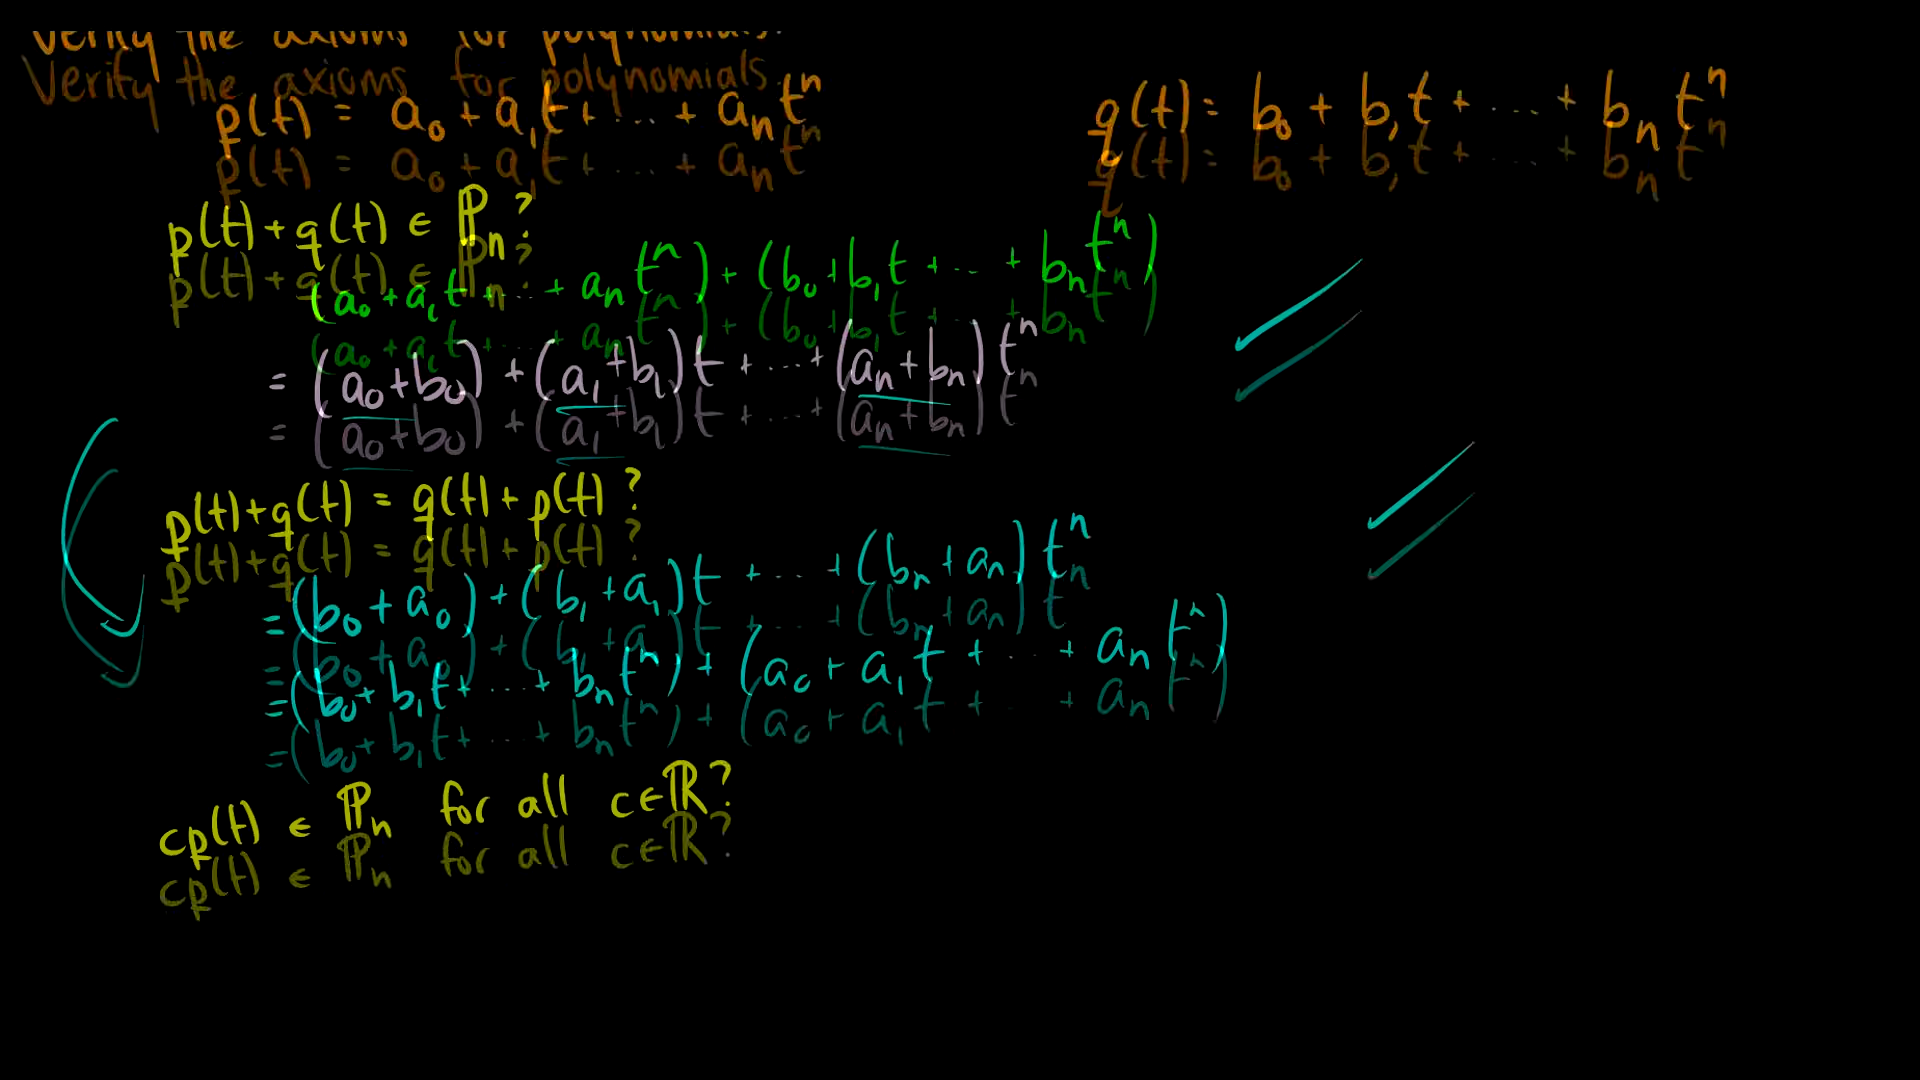 Verify the axioms for polynomials.
p(t) = a₀ + a₁t + ... + aₙtⁿ
q(t) = b₀ + b₁t + ... + bₙtⁿ
p(t) + q(t) ∈ ℙₙ?
(a₀ + a₁t + ... + aₙtⁿ) + (b₀ + b₁t + ... + bₙtⁿ)
= (a₀ + b₀) + (a₁ + b₁)t + ... + (aₙ + bₙ)tⁿ
p(t) + q(t) = q(t) + p(t)?
= (b₀ + a₀) + (b₁ + a₁)t + ... + (bₙ + aₙ)tⁿ
= (b₀ + b₁t + ... + bₙtⁿ) + (a₀ + a₁t + ... + aₙtⁿ)
cp(t) ∈ ℙₙ for all c∈ℝ?